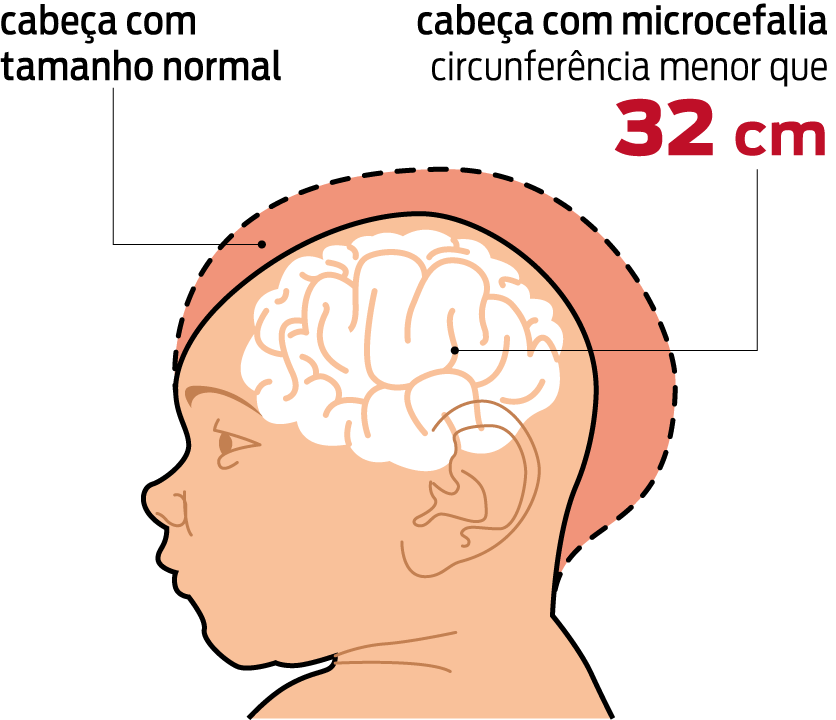 cabeça com
tamanho normal
cabeça com microcefalia
circunferência menor que
32 cm